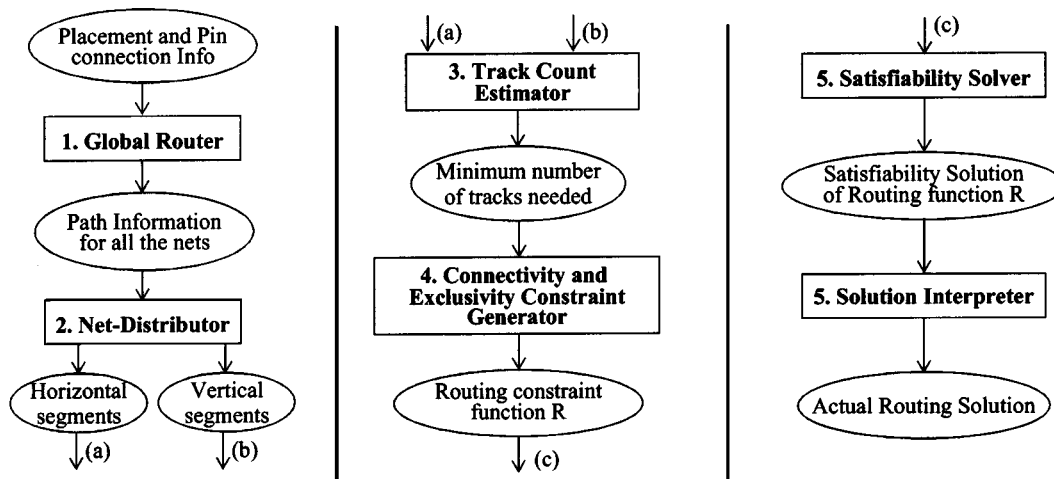 Placement and Pin
connection Info
1. Global Router
Path Information
for all the nets
2. Net-Distributor
Horizontal
segments
Vertical
segments
(a)
(b)
(a)
(b)
3. Track Count
Estimator
Minimum number
of tracks needed
4. Connectivity and
Exclusivity Constraint
Generator
Routing constraint
function R
(c)
(c)
5. Satisfiability Solver
Satisfiability Solution
of Routing function R
5. Solution Interpreter
Actual Routing Solution